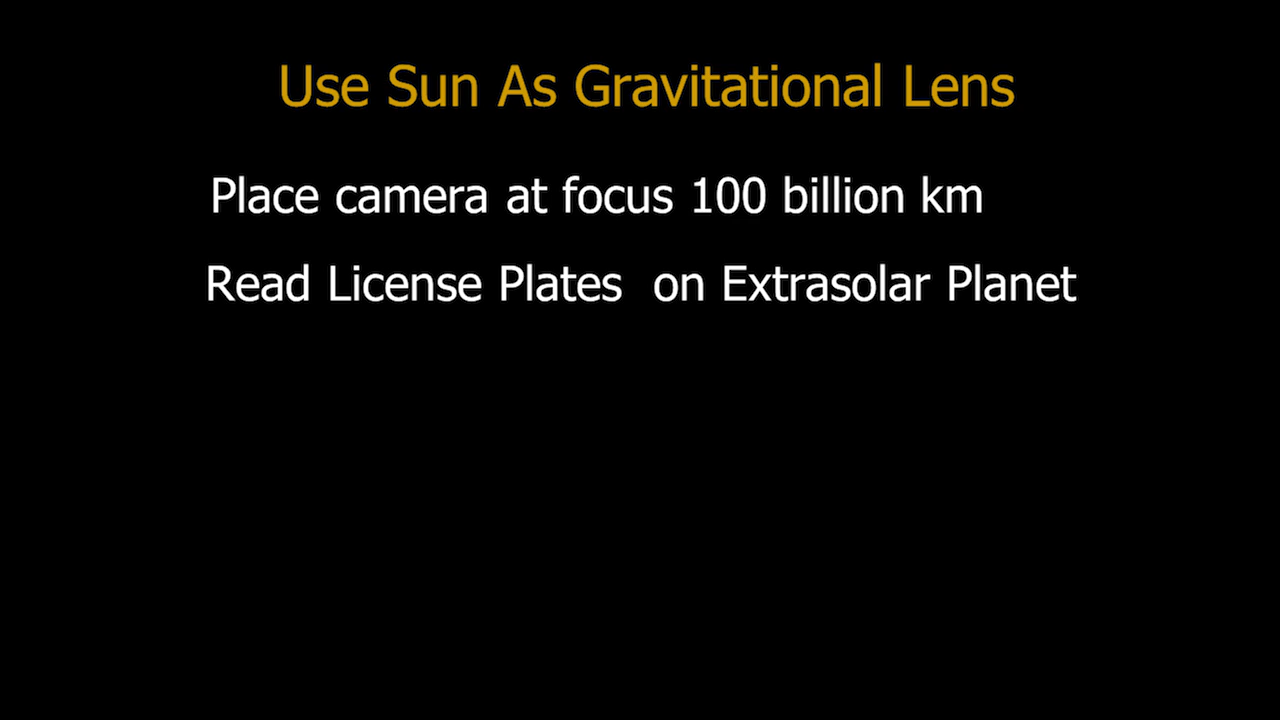 Use Sun As Gravitational Lens
Place camera at focus 100 billion km
Read License Plates  on Extrasolar Planet